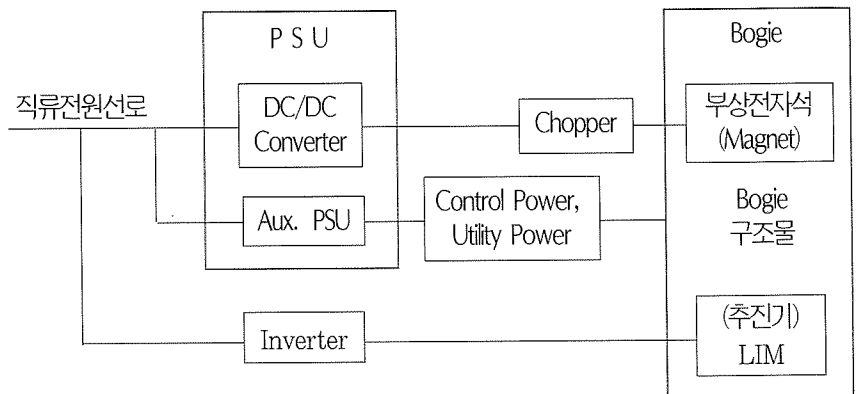 P S U
Bogie
직류전원선로
DC/DC
Converter
Chopper
부상전자석
(Magnet)
Aux. PSU
Control Power,
Utility Power
Bogie
구조물
Inverter
(추진기)
LIM